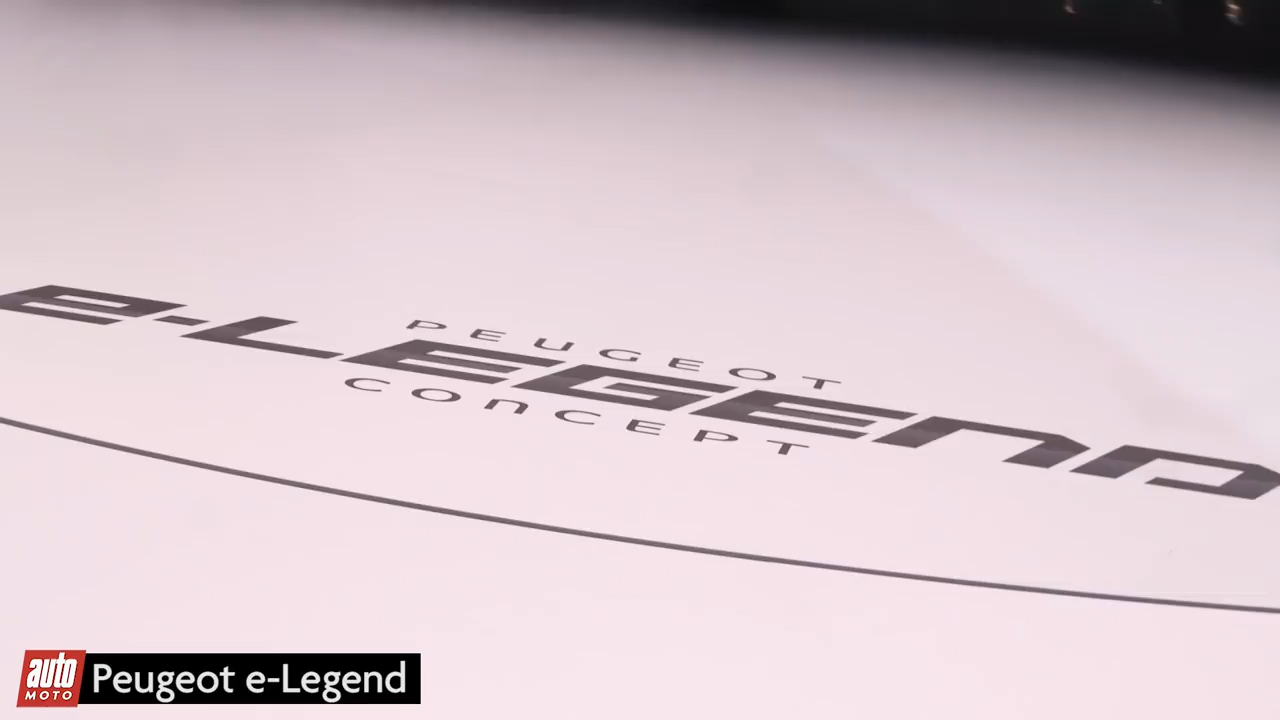 PEUGEOT
e-LEGEND
CONCEPT
auto
MOTO
Peugeot e-Legend